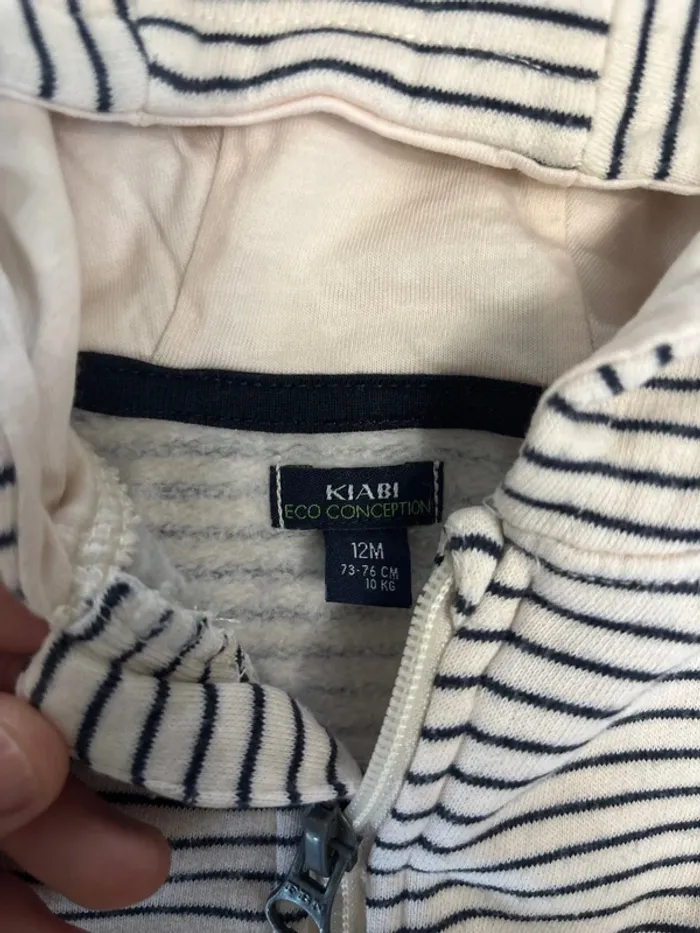 KIABI
ECO CONCEPTION
12M
73-76 CM
10 KG